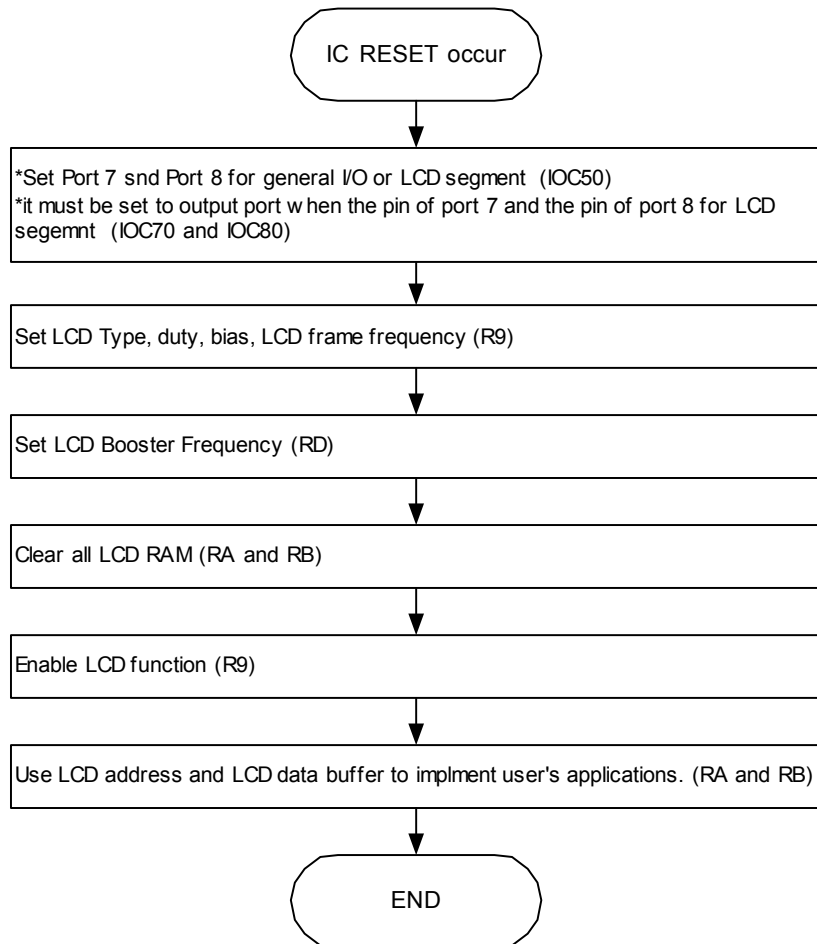 IC RESET occur
*Set Port 7 snd Port 8 for general I/O or LCD segment (IOC50)
*it must be set to output port when the pin of port 7 and the pin of port 8 for LCD
segemnt (IOC70 and IOC80)
Set LCD Type, duty, bias, LCD frame frequency (R9)
Set LCD Booster Frequency (RD)
Clear all LCD RAM (RA and RB)
Enable LCD function (R9)
Use LCD address and LCD data buffer to implment user's applications. (RA and RB)
END